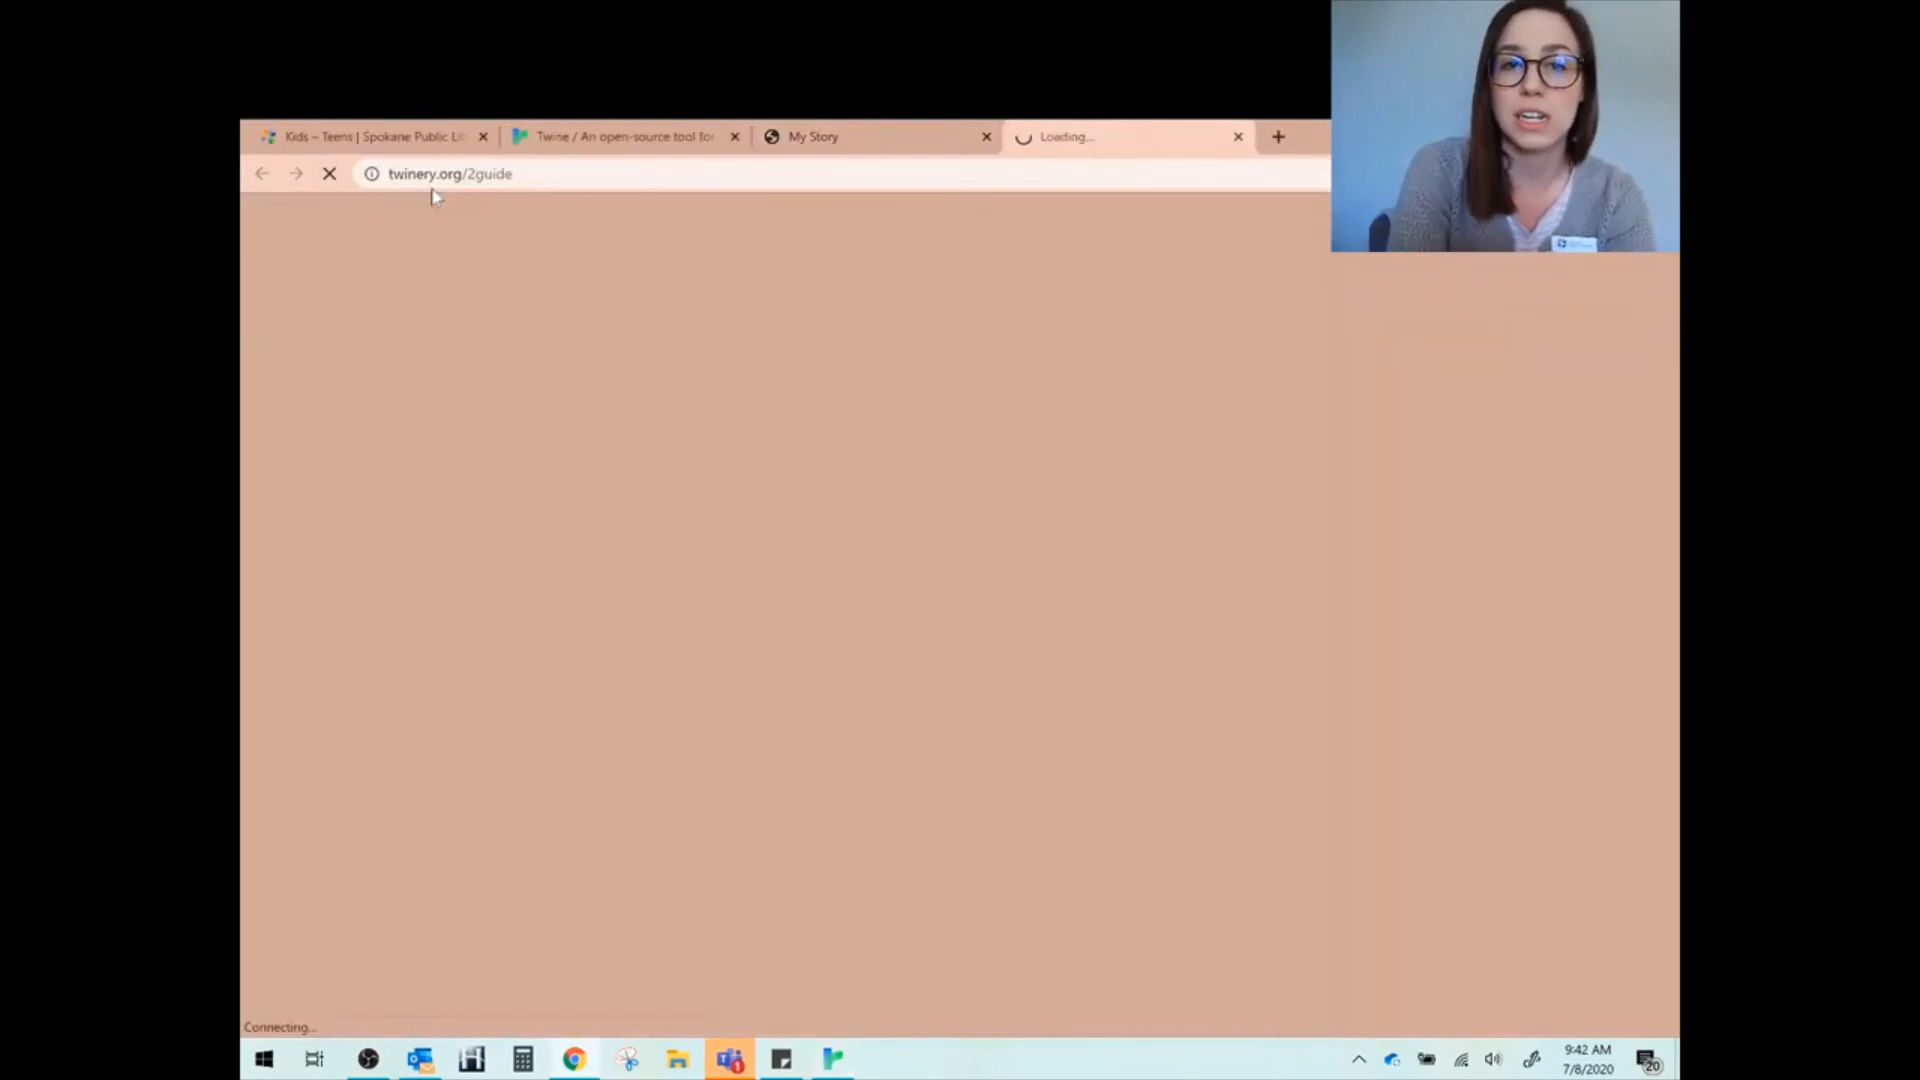 Kids – Teens | Spokane Public Lib
Twine / An open-source tool for
My Story
Loading...
twinery.org/2guide
Connecting...
9:42 AM
7/8/2020
1
20